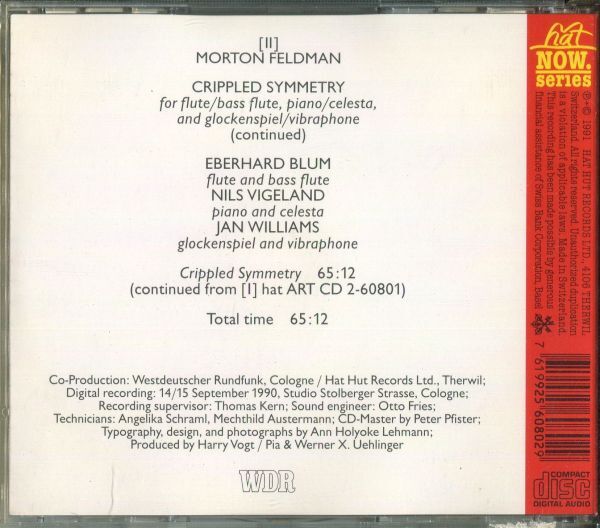 [II]
MORTON FELDMAN
CRIPPLED SYMMETRY
for flute/bass flute, piano/celesta,
and glockenspiel/vibraphone
(continued)
EBERHARD BLUM
flute and bass flute
NILS VIGELAND
piano and celesta
JAN WILLIAMS
glockenspiel and vibraphone
Crippled Symmetry 65:12
(continued from [I] hat ART CD 2-60801)
Total time 65:12
Co-Production: Westdeutscher Rundfunk, Cologne / Hat Hut Records Ltd., Therwil;
Digital recording: 14/15 September 1990, Studio Stolberger Strasse, Cologne;
Recording supervisor: Thomas Kern; Sound engineer: Otto Fries;
Technicians: Angelika Schraml, Mechthild Austermann; CD-Master by Peter Pfister;
Typography, design, and photographs by Ann Holyoke Lehmann;
Produced by Harry Vogt / Pia & Werner X. Uehlinger
WDR
hat
NOW.
series
℗+© 1991 HAT HUT RECORDS LTD., 4106 THERWIL
Switzerland. All rights reserved. Unauthorised duplication
is a violation of applicable laws. Made in Switzerland.
This recording has been made possible by generous
financial assistance of Swiss Bank Corporation, Basel
7 619925 608029
COMPACT
disc
DIGITAL AUDIO